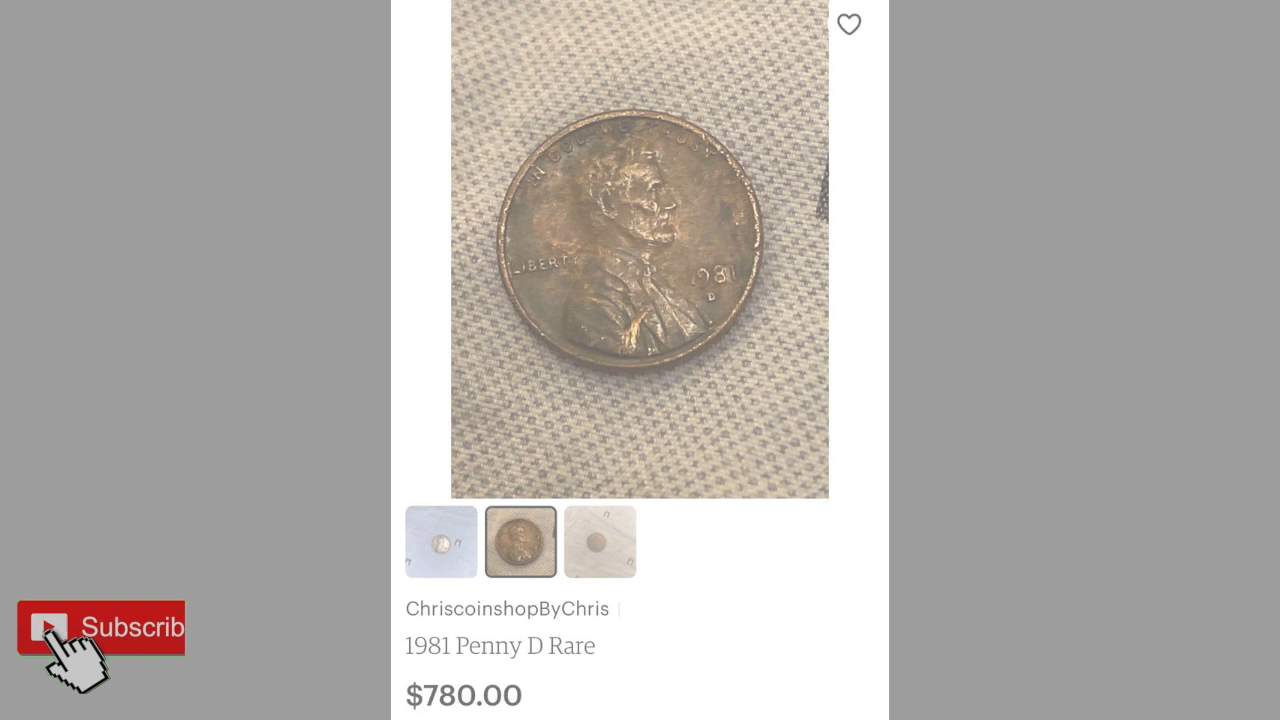 IN GOD WE TRUST
LIBERTY
1981
D
ChriscoinshopByChris
1981 Penny D Rare
$780.00
Subscrib